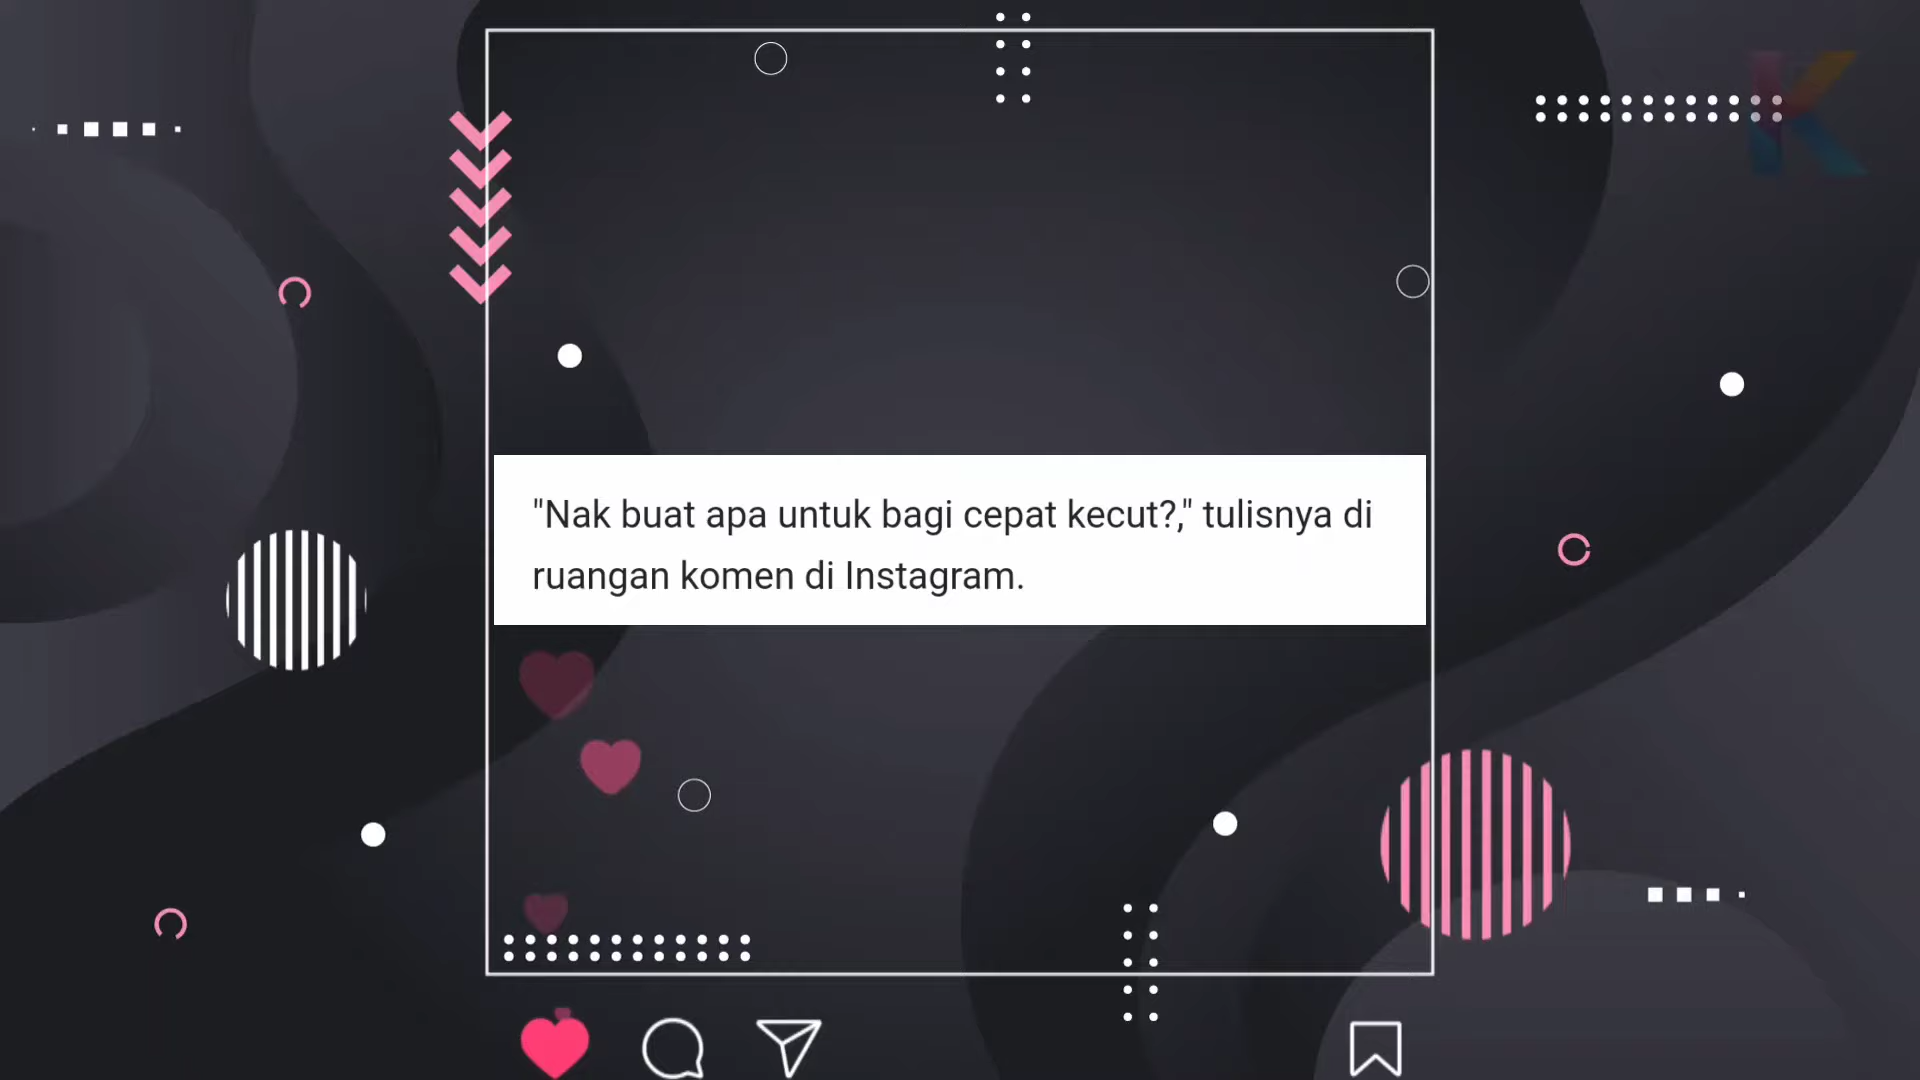 "Nak buat apa untuk bagi cepat kecut?," tulisnya di
ruangan komen di Instagram.
K